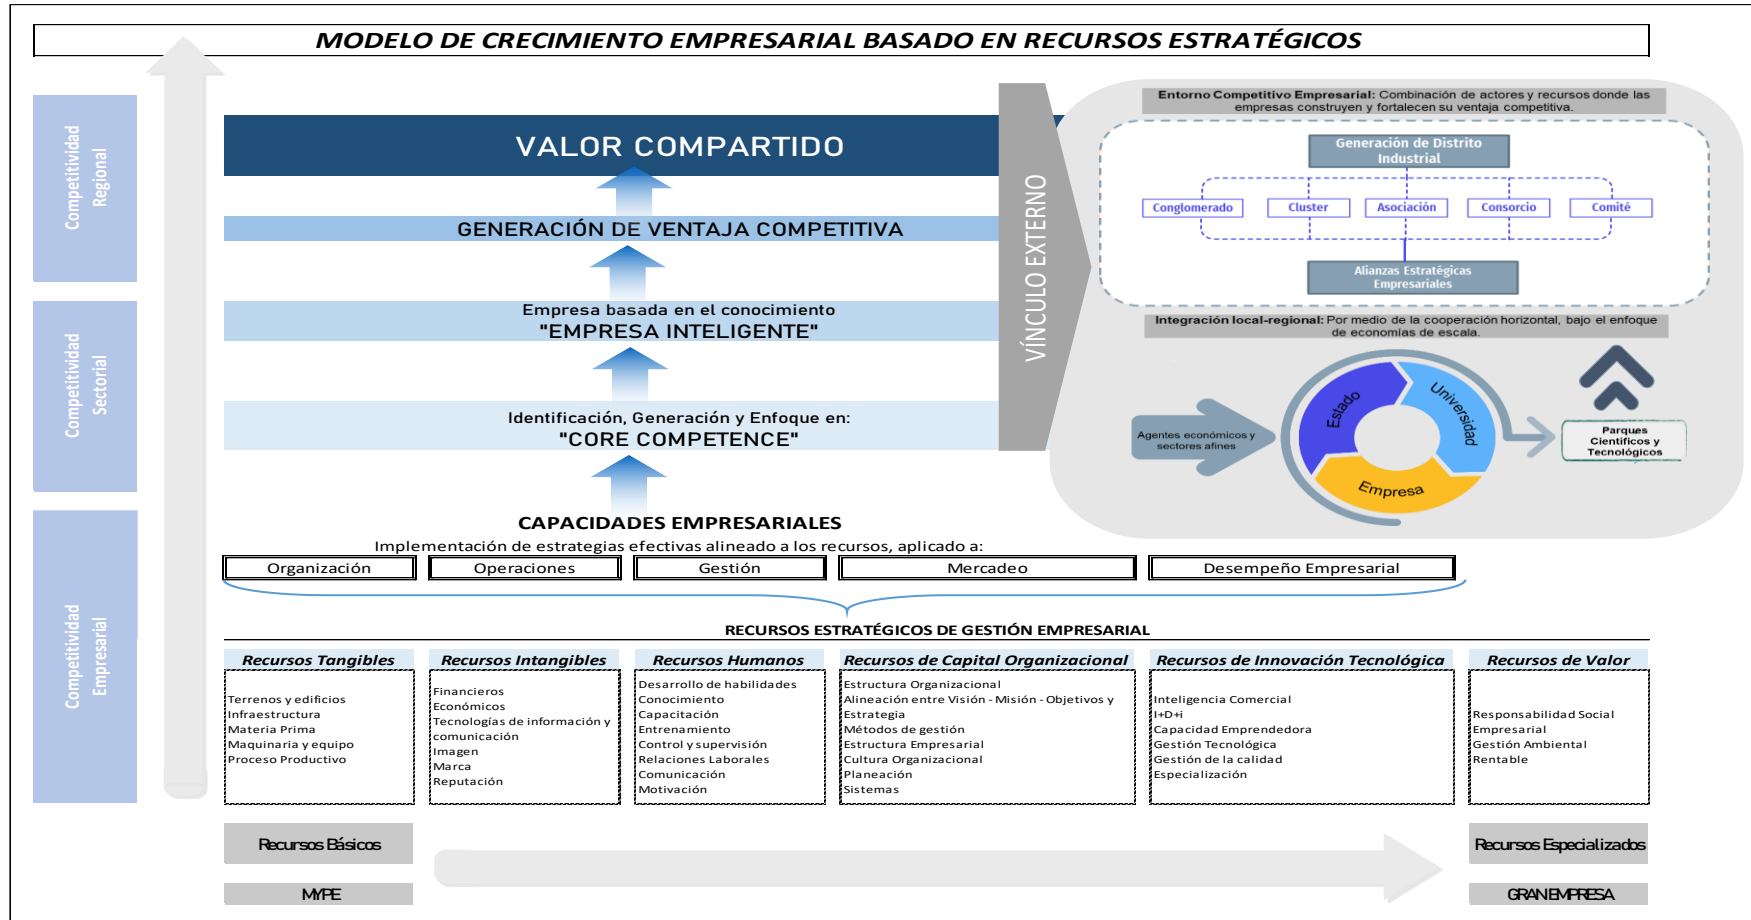 MODELO DE CRECIMIENTO EMPRESARIAL BASADO EN RECURSOS ESTRATÉGICOS
Competitividad
Regional
Competitividad
Sectorial
Competitividad
Empresarial
VALOR COMPARTIDO
GENERACIÓN DE VENTAJA COMPETITIVA
Empresa basada en el conocimiento
"EMPRESA INTELIGENTE"
Identificación, Generación y Enfoque en:
"CORE COMPETENCE"
VÍNCULO EXTERNO
Entorno Competitivo Empresarial: Combinación de actores y recursos donde las
empresas construyen y fortalecen su ventaja competitiva.
Generación de Distrito
Industrial
Conglomerado
Cluster
Asociación
Consorcio
Comité
Alianzas Estratégicas
Empresariales
Integración local-regional: Por medio de la cooperación horizontal, bajo el enfoque
de economías de escala.
Agentes económicos y
sectores afines
Estado
Universidad
Empresa
Parques
Científicos y
Tecnológicos
CAPACIDADES EMPRESARIALES
Implementación de estrategias efectivas alineado a los recursos, aplicado a:
Organización
Operaciones
Gestión
Mercadeo
Desempeño Empresarial
RECURSOS ESTRATÉGICOS DE GESTIÓN EMPRESARIAL
Recursos Tangibles
Terrenos y edificios
Infraestructura
Materia Prima
Maquinaria y equipo
Proceso Productivo
Recursos Intangibles
Financieros
Económicos
Tecnologías de información y
comunicación
Imagen
Marca
Reputación
Recursos Humanos
Desarrollo de habilidades
Conocimiento
Capacitación
Entrenamiento
Control y supervisión
Relaciones Laborales
Comunicación
Motivación
Recursos de Capital Organizacional
Estructura Organizacional
Alineación entre Visión - Misión - Objetivos y
Estrategia
Métodos de gestión
Estructura Empresarial
Cultura Organizacional
Planeación
Sistemas
Recursos de Innovación Tecnológica
Inteligencia Comercial
I+D+i
Capacidad Emprendedora
Gestión Tecnológica
Gestión de la calidad
Especialización
Recursos de Valor
Responsabilidad Social
Empresarial
Gestión Ambiental
Rentable
Recursos Básicos
Recursos Especializados
MYPE
GRAN EMPRESA